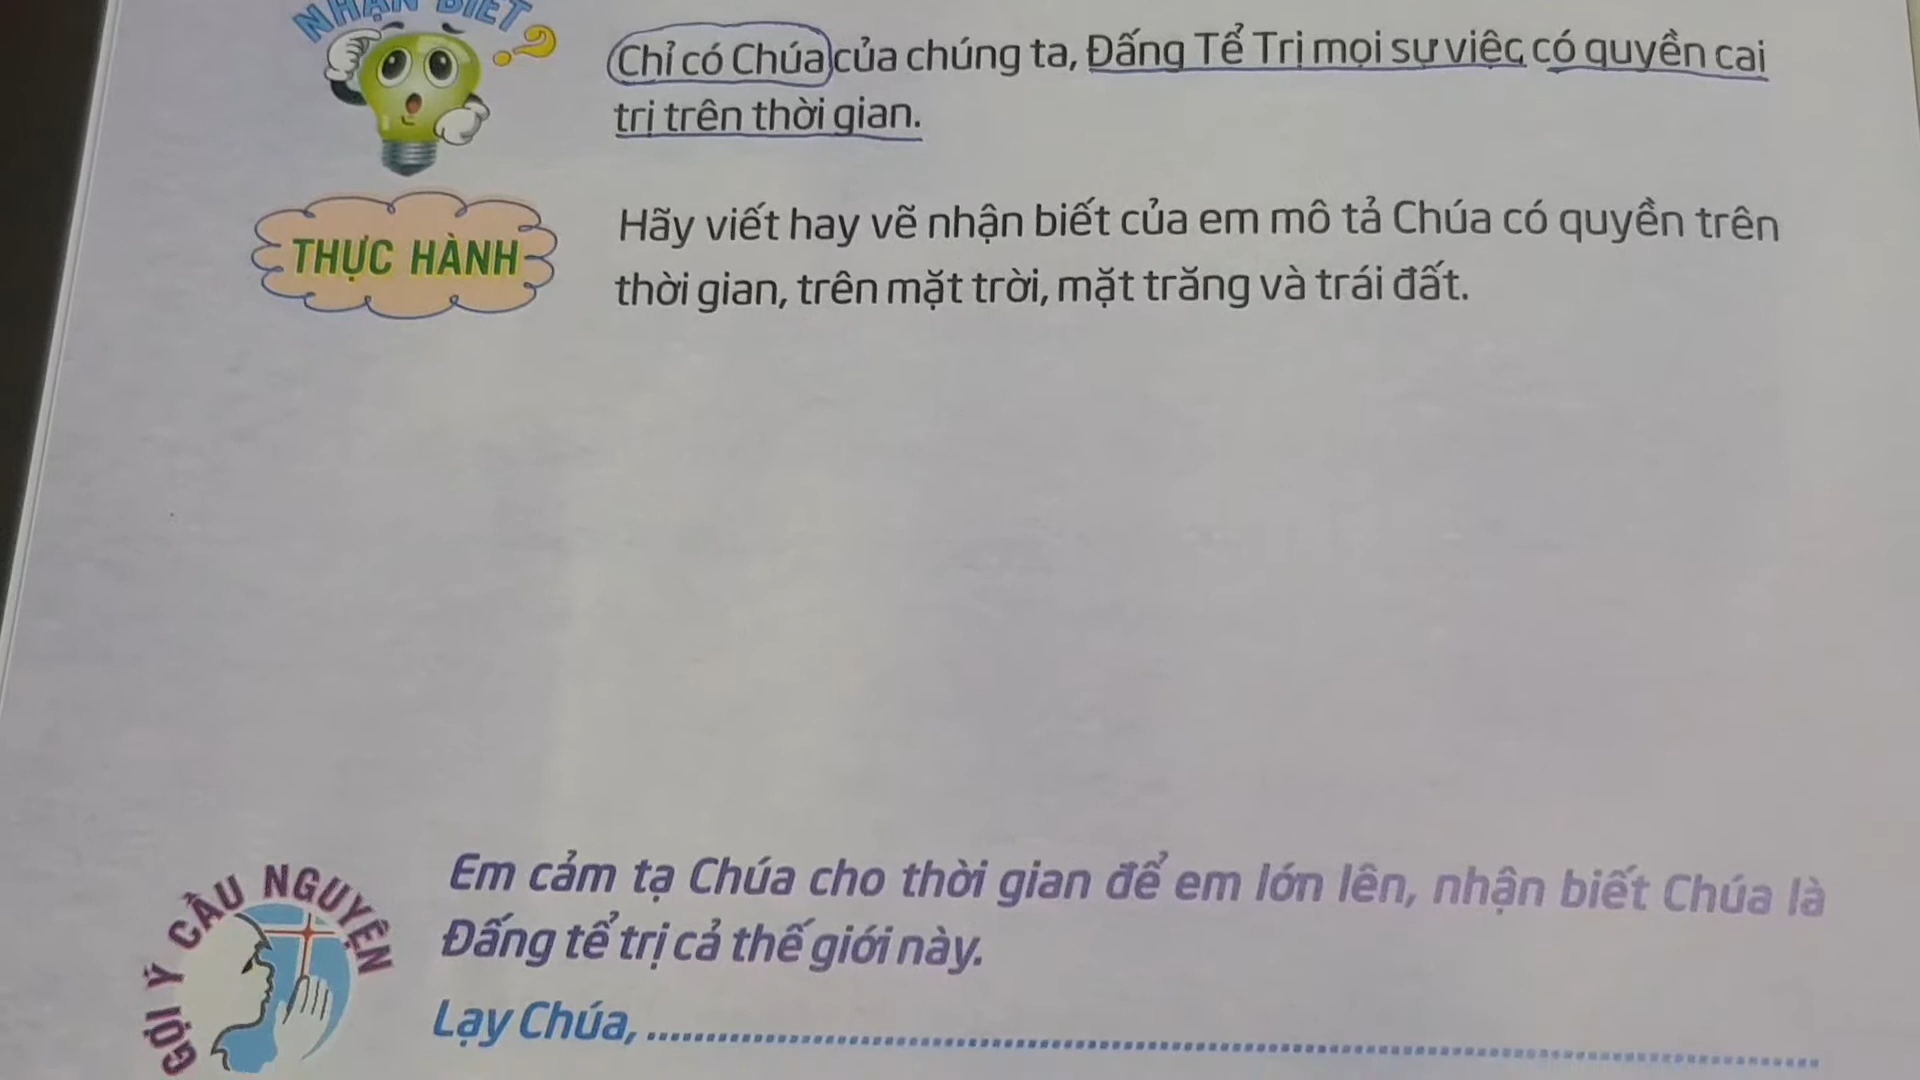 NHẬN BIẾT ?
Chỉ có Chúa của chúng ta, Đấng Tể Trị mọi sự việc có quyền cai
trị trên thời gian.
THỰC HÀNH
Hãy viết hay vẽ nhận biết của em mô tả Chúa có quyền trên
thời gian, trên mặt trời, mặt trăng và trái đất.
GỢI Ý CẦU NGUYỆN
Em cảm tạ Chúa cho thời gian để em lớn lên, nhận biết Chúa là
Đấng tể trị cả thế giới này.
Lạy Chúa, ........................................................................